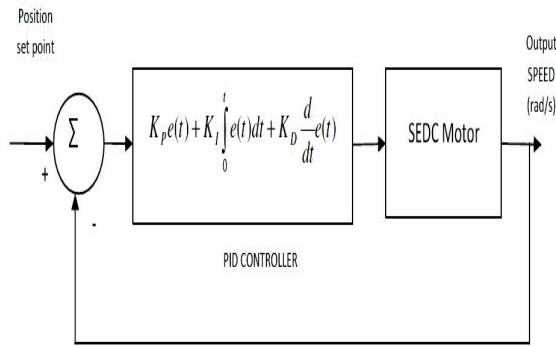 Position
set point
Output
SPEED
(rad/s)
Σ
+
-
K_P e(t) + K_I ∫_0^t e(t)dt + K_D d/dt e(t)
SEDC Motor
PID CONTROLLER